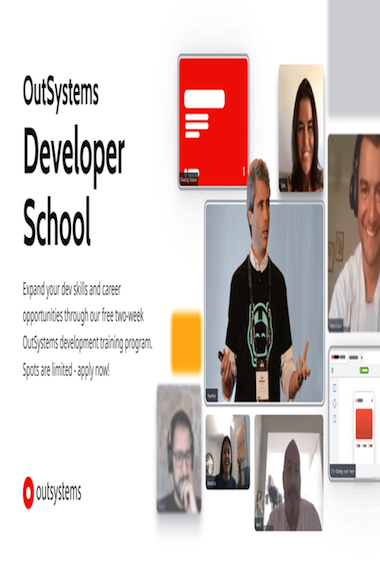 OutSystems
Developer
School
Expand your dev skills and career
opportunities through our free two-week
OutSystems development training program.
Spots are limited - apply now!
outsystems